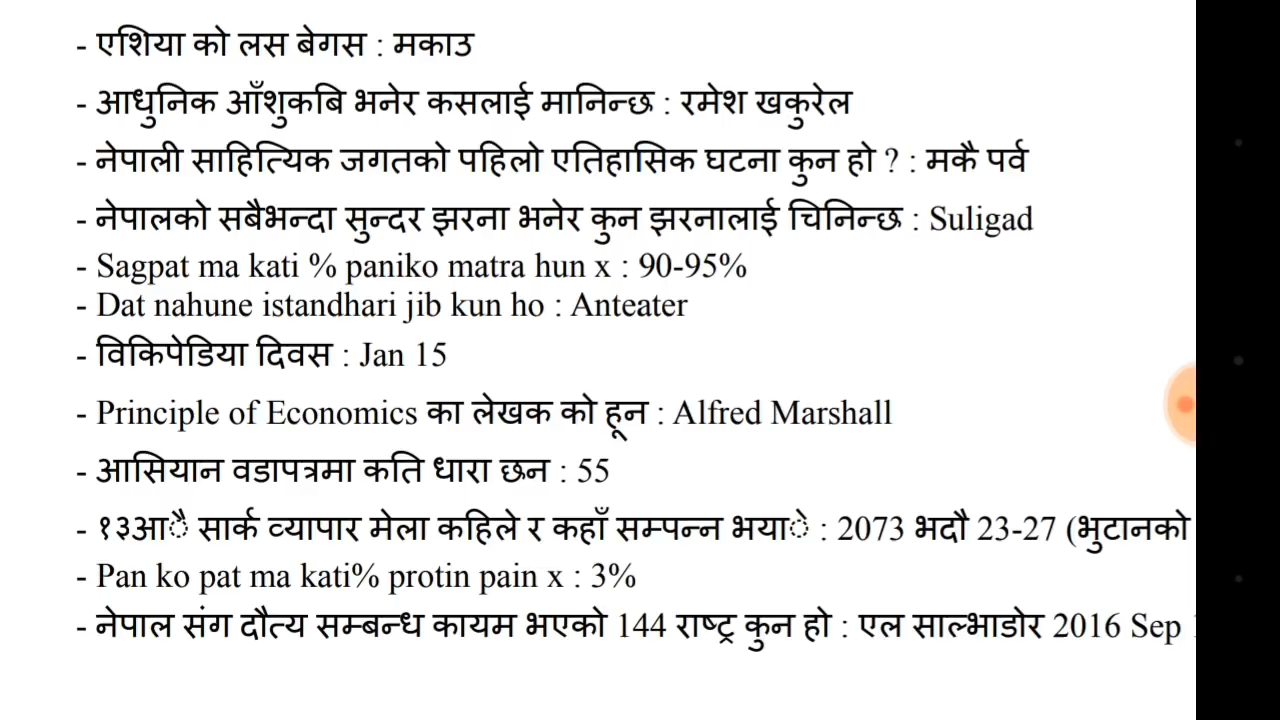 - एशिया को लस बेगस : मकाउ
- आधुनिक आँशुकबि भनेर कसलाई मानिन्छ : रमेश खकुरेल
- नेपाली साहित्यिक जगतको पहिलो एतिहासिक घटना कुन हो ? : मकै पर्व
- नेपालको सबैभन्दा सुन्दर झरना भनेर कुन झरनालाई चिनिन्छ : Suligad
- Sagpat ma kati % paniko matra hun x : 90-95%
- Dat nahune istandhari jib kun ho : Anteater
- विकिपेडिया दिवस : Jan 15
- Principle of Economics का लेखक को हून : Alfred Marshall
- आसियान वडापत्रमा कति धारा छन : 55
- १३आै सार्क व्यापार मेला कहिले र कहाँ सम्पन्न भयाे : 2073 भदौ 23-27 (भुटानको
- Pan ko pat ma kati% protin pain x : 3%
- नेपाल संग दौत्य सम्बन्ध कायम भएको 144 राष्ट्र कुन हो : एल साल्भाडोर 2016 Sep